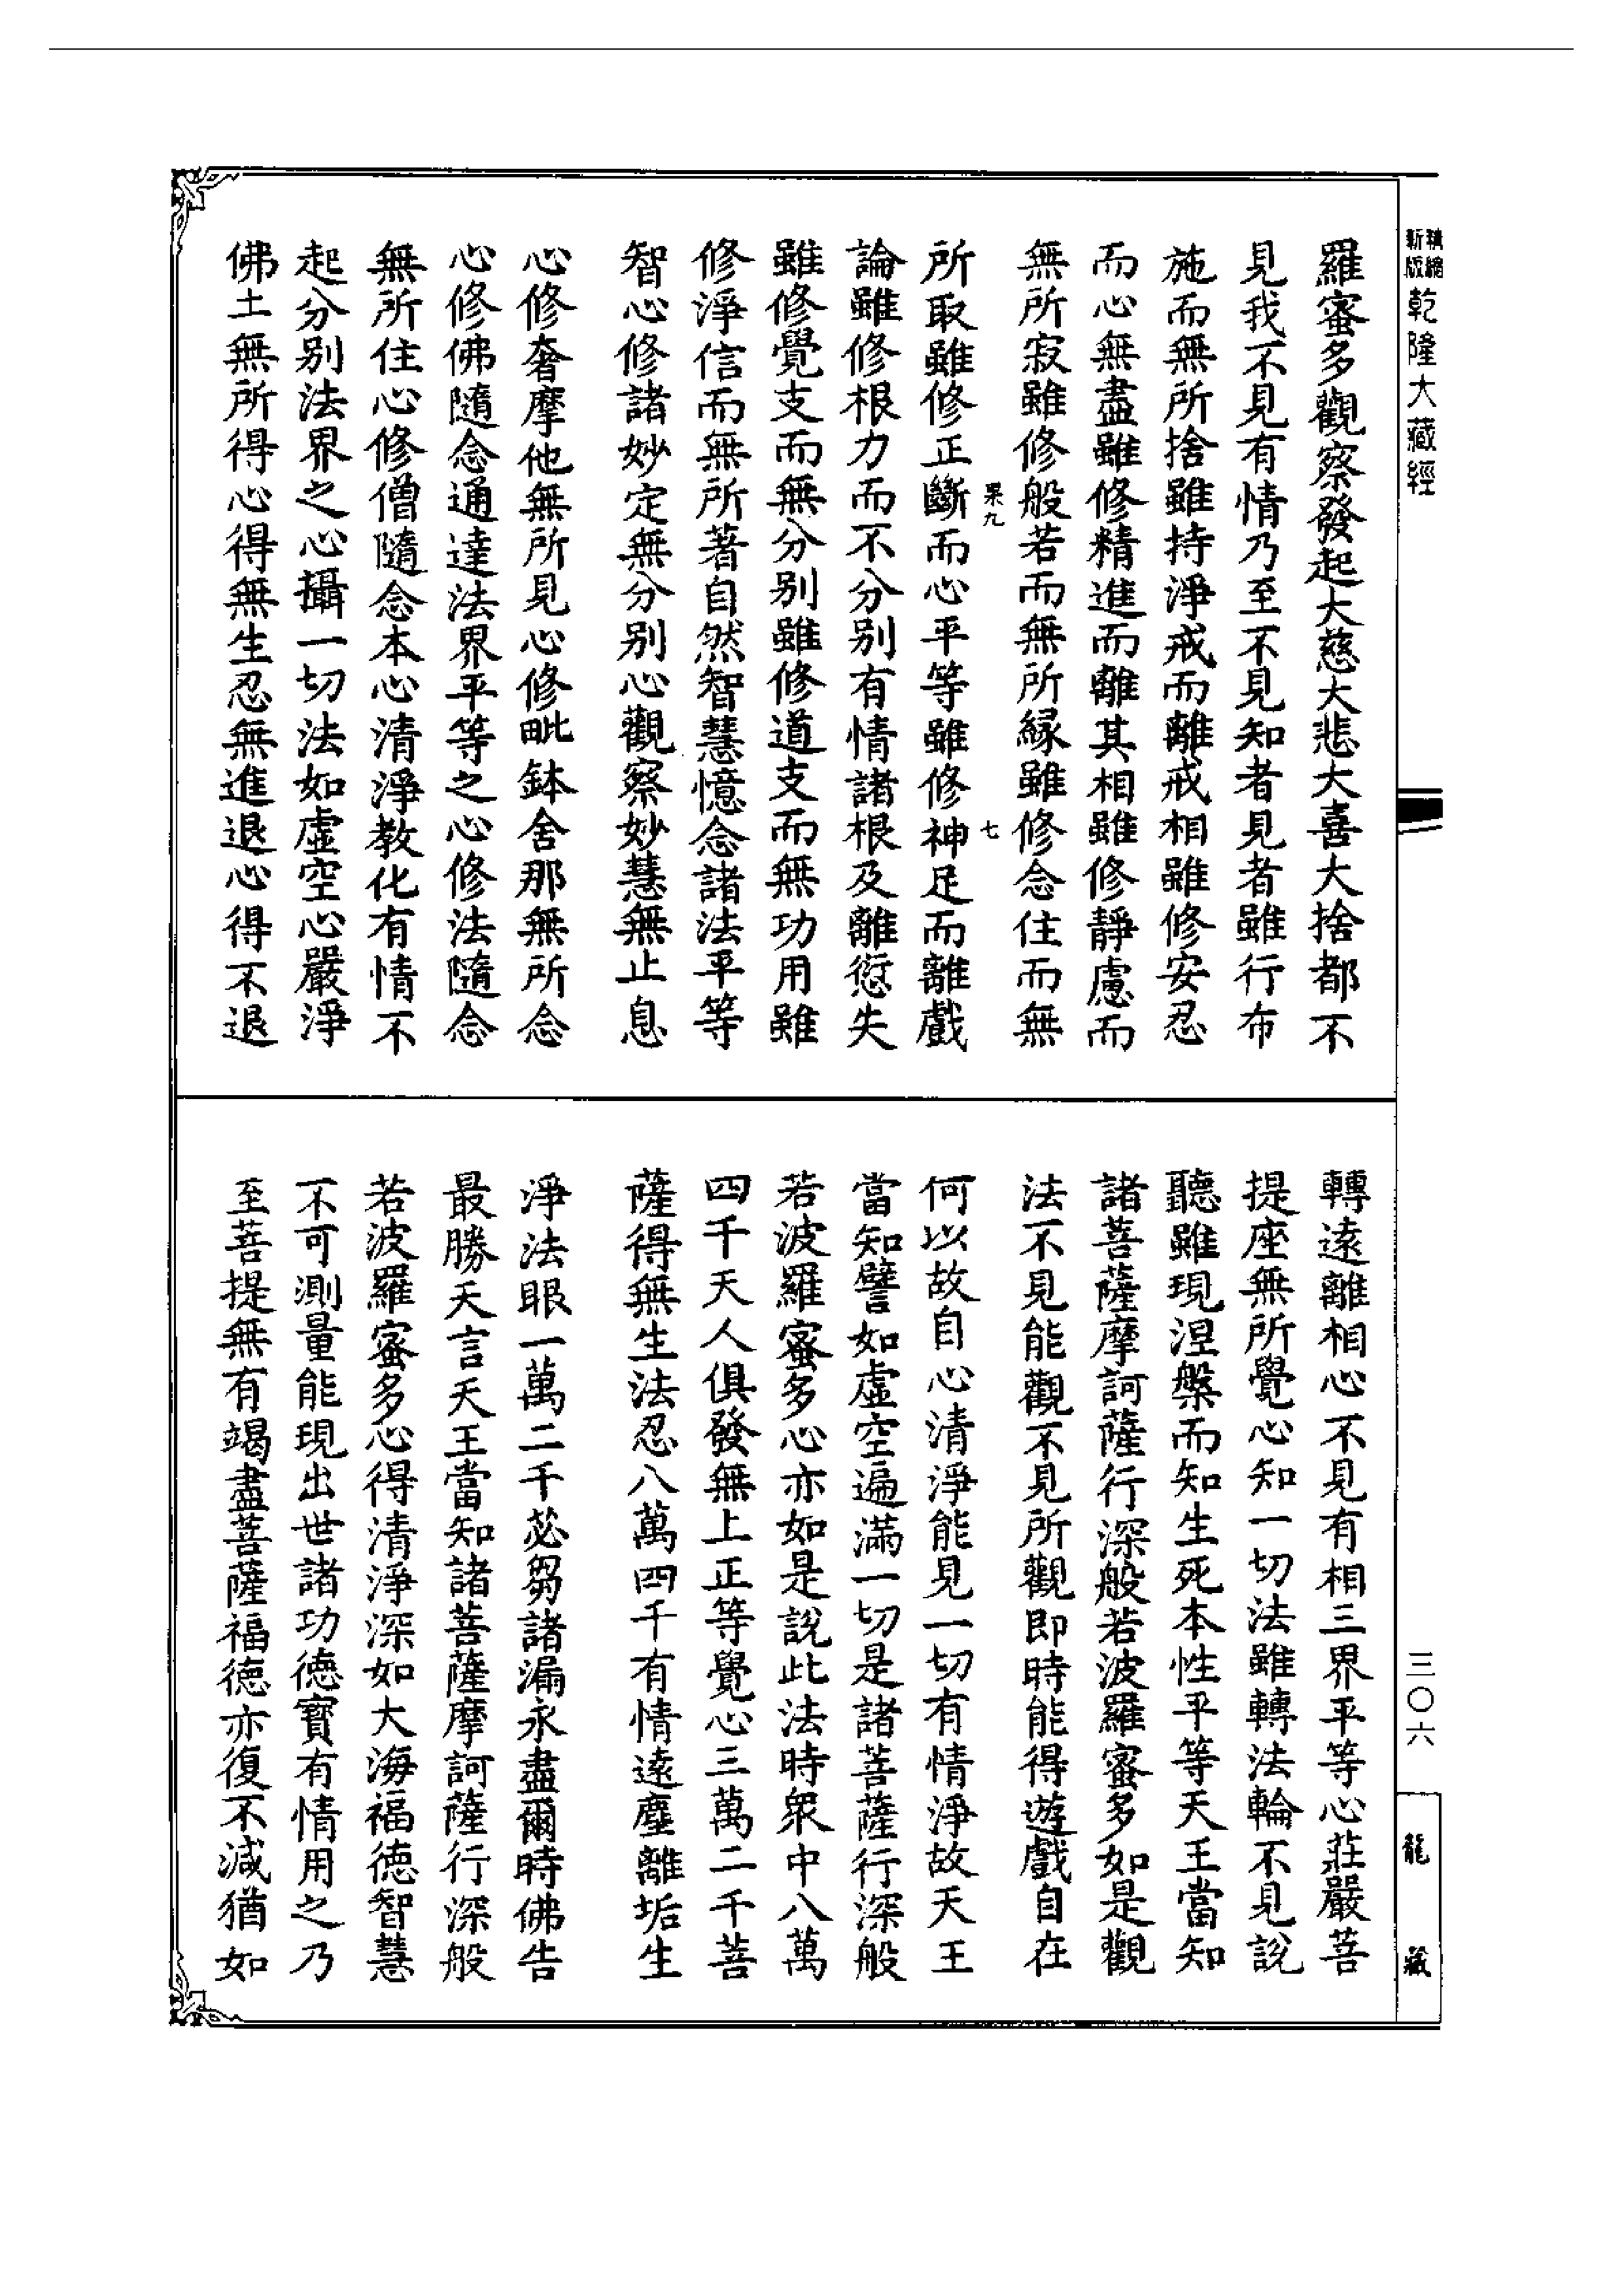 精縮新版乾隆大藏經
羅蜜多觀察發起大慈大悲大喜大捨都不
見我不見有情乃至不見知者見者雖行布
施而無所捨雖持淨戒而離戒相雖修安忍
而心無盡雖修精進而離其相雖修靜慮而
無所寂雖修般若而無所緣雖修念住而無
果九 七
所取雖修正斷而心平等雖修神足而離戲
論雖修根力而不分別有情諸根及離愆失
雖修覺支而無分別雖修道支而無功用雖
修淨信而無所著自然智慧憶念諸法平等
智心修諸妙定無分別心觀察妙慧無止息
心修奢摩他無所見心修毗鉢舍那無所念
心修佛隨念通達法界平等之心修法隨念
無所住心修僧隨念本心清淨教化有情不
起分別法界之心攝一切法如虛空心嚴淨
佛土無所得心得無生忍無進退心得不退
轉遠離相心不見有相三界平等心莊嚴菩
提座無所覺心知一切法雖轉法輪不見說
聽雖現涅槃而知生死本性平等天王當知
諸菩薩摩訶薩行深般若波羅蜜多如是觀
法不見能觀不見所觀即時能得遊戲自在
何以故自心清淨能見一切有情淨故天王
當知譬如虛空遍滿一切是諸菩薩行深般
若波羅蜜多心亦如是說此法時眾中八萬
四千天人俱發無上正等覺心三萬二千菩
薩得無生法忍八萬四千有情遠塵離垢生
淨法眼一萬二千苾芻諸漏永盡爾時佛告
最勝天言天王當知諸菩薩摩訶薩行深般
若波羅蜜多心得清淨深如大海福德智慧
不可測量能現出世諸功德寶有情用之乃
至菩提無有竭盡菩薩福德亦復不減猶如
三〇六
龍藏